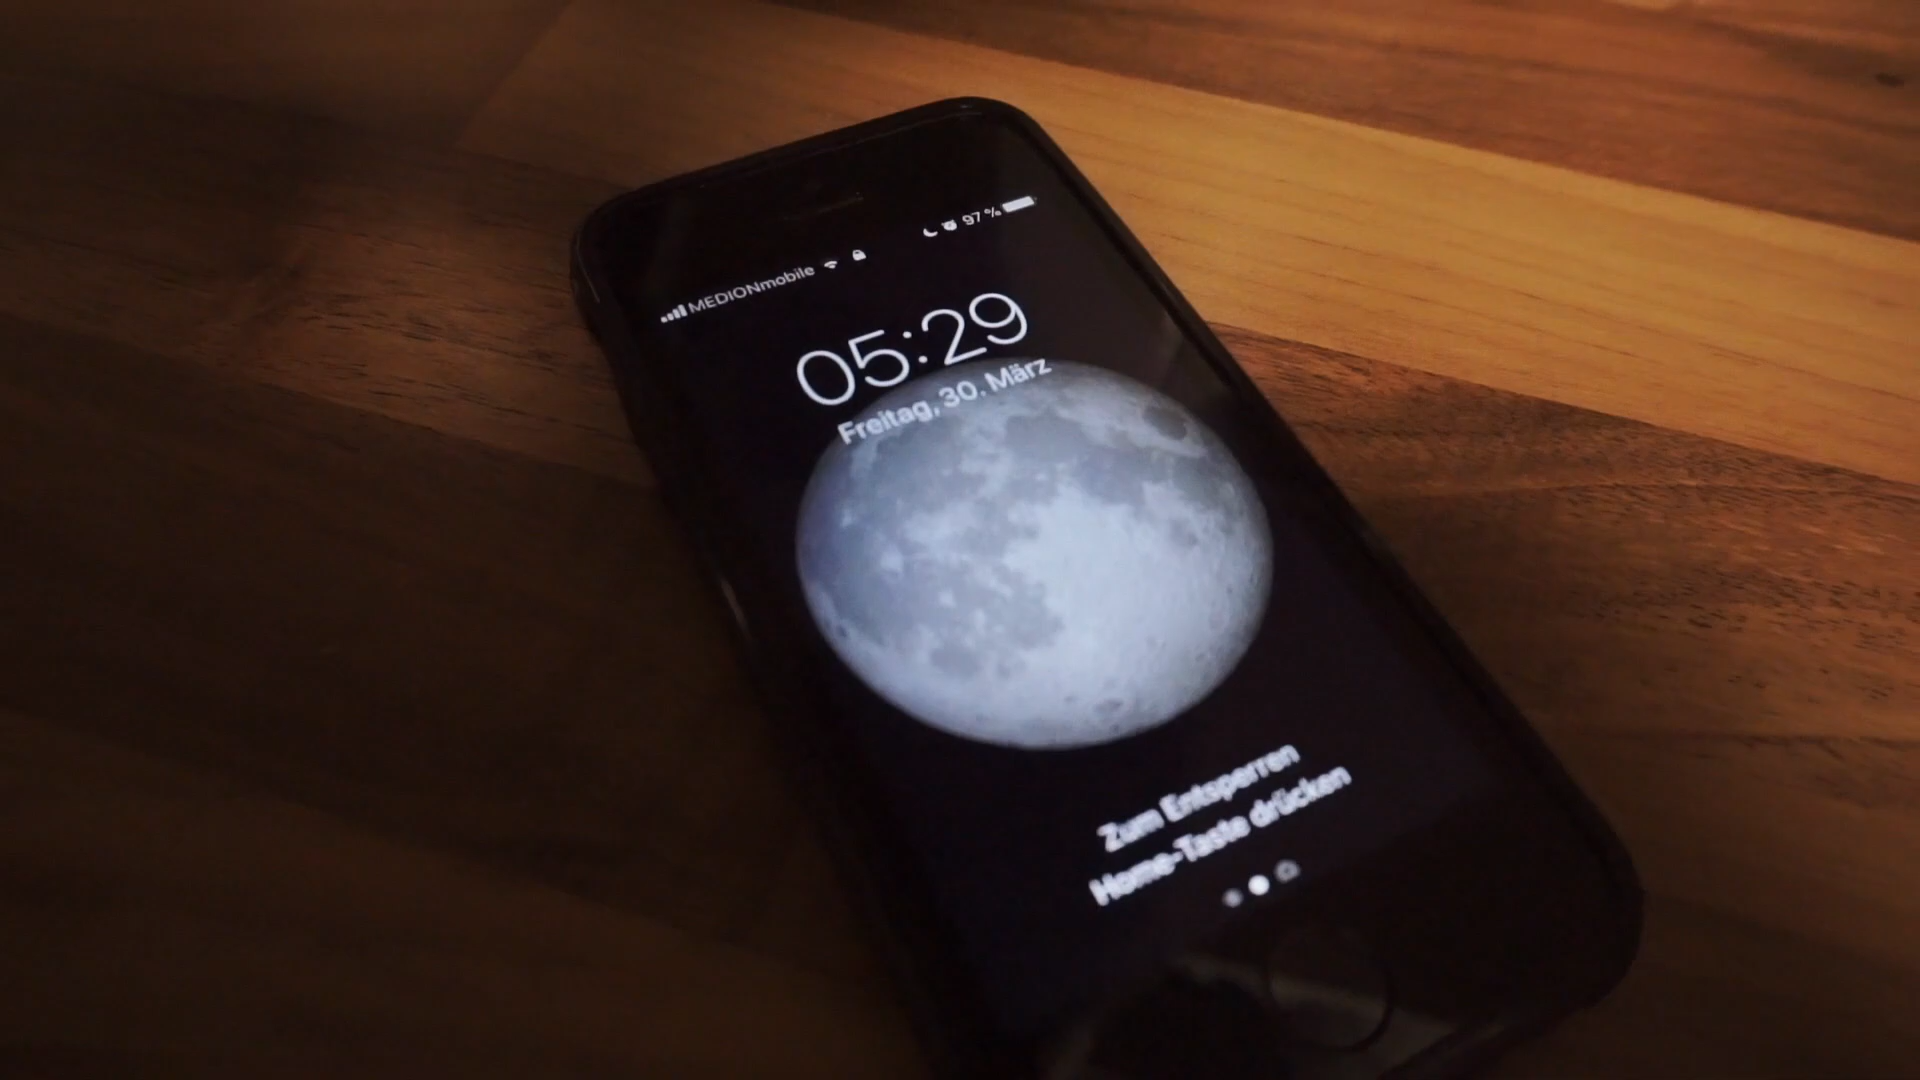 MEDIONmobile 97 %
05:29
Freitag, 30. März
Zum Entsperren
Home-Taste drücken